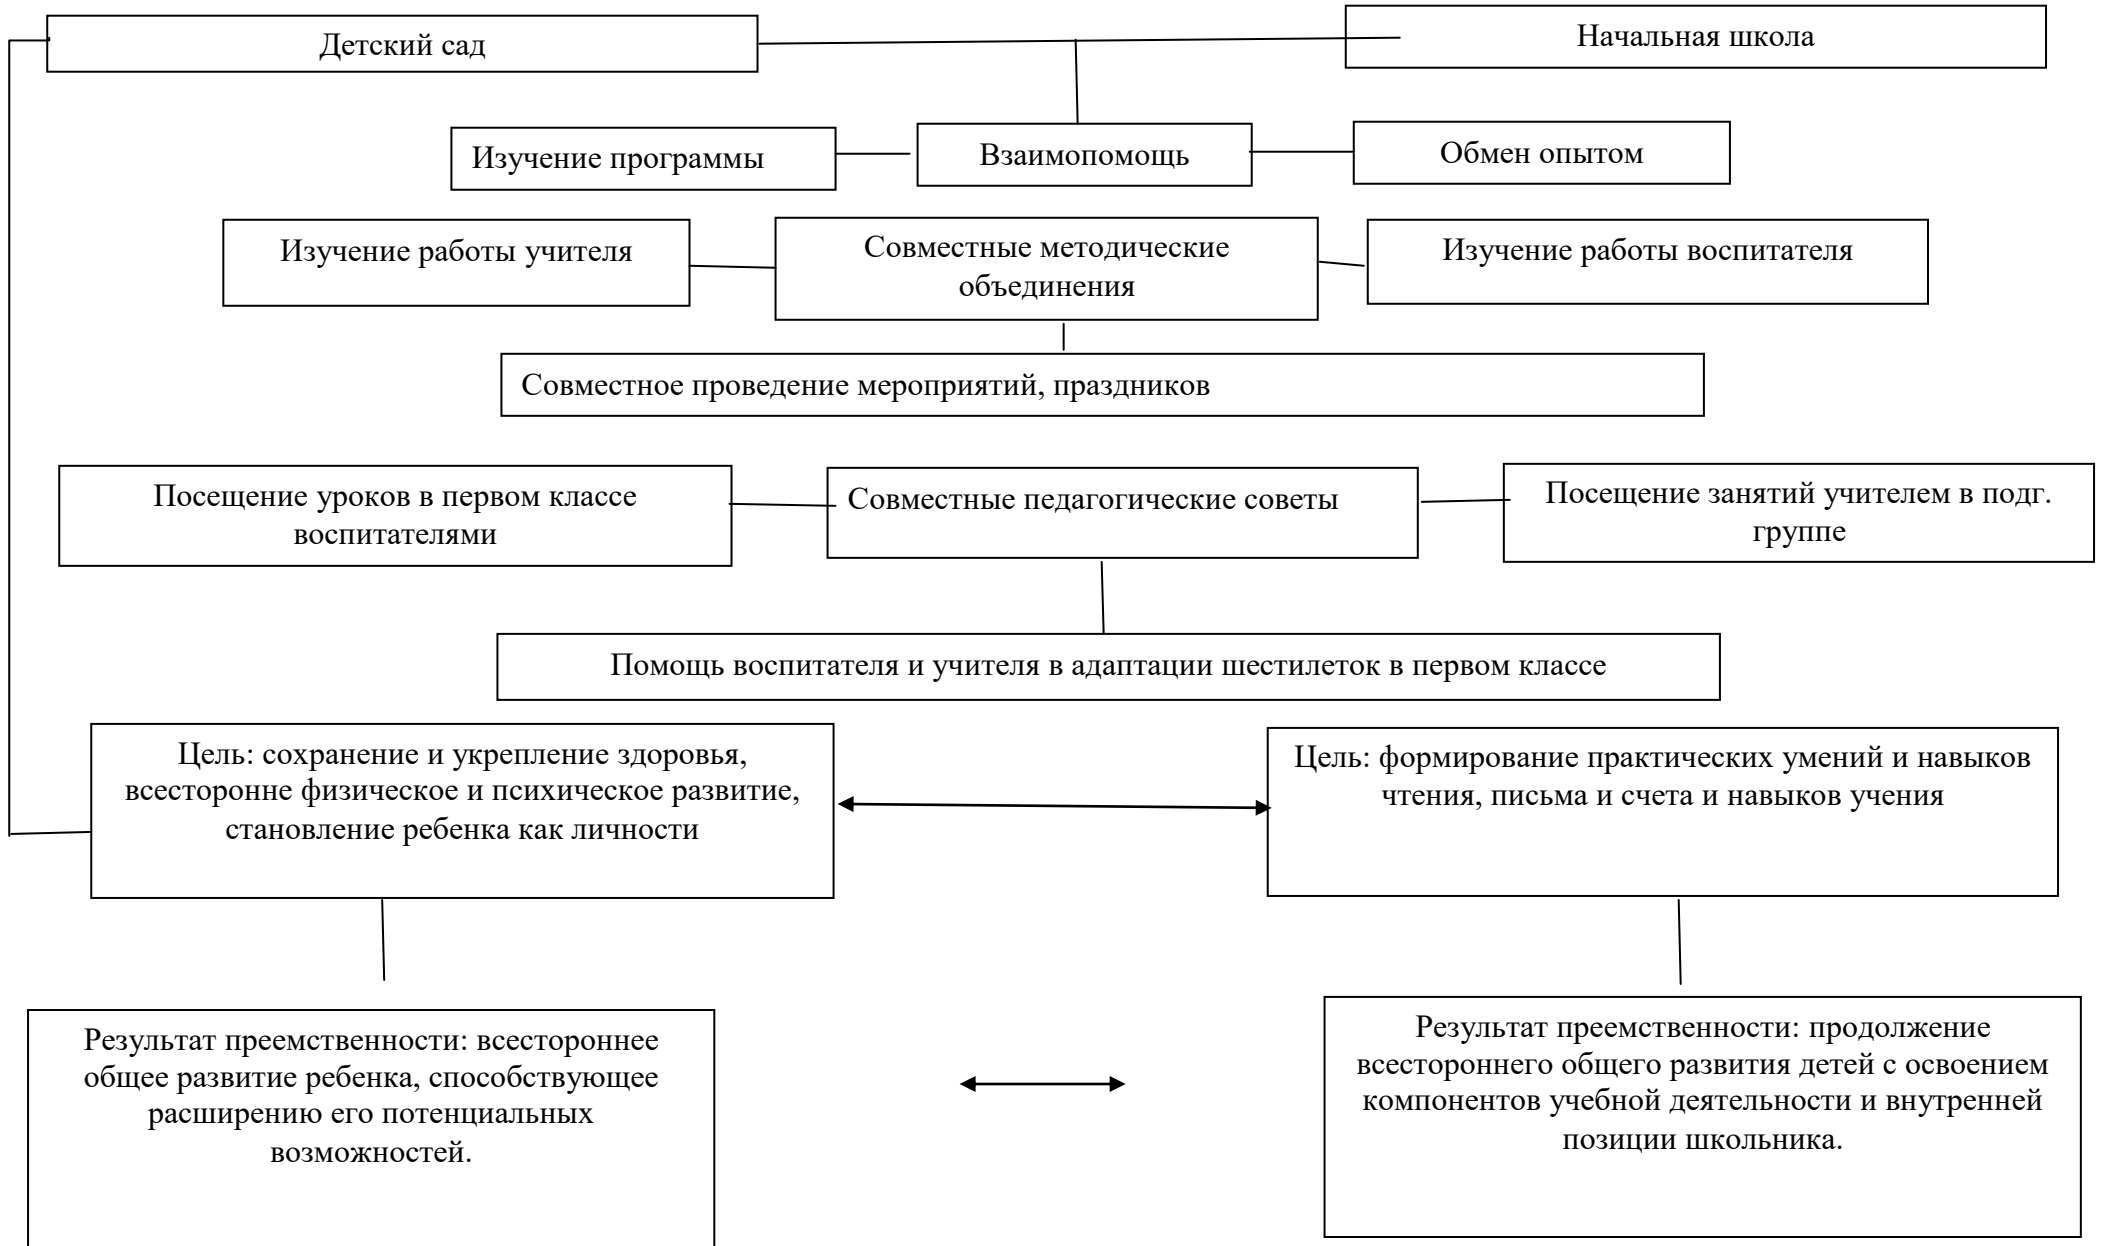 Детский сад
Начальная школа
Изучение программы
Взаимопомощь
Обмен опытом
Изучение работы учителя
Совместные методические
объединения
Изучение работы воспитателя
Совместное проведение мероприятий, праздников
Посещение уроков в первом классе
воспитателями
Совместные педагогические советы
Посещение занятий учителем в подг.
группе
Помощь воспитателя и учителя в адаптации шестилеток в первом классе
Цель: сохранение и укрепление здоровья,
всесторонне физическое и психическое развитие,
становление ребенка как личности
Цель: формирование практических умений и навыков
чтения, письма и счета и навыков учения
Результат преемственности: всестороннее
общее развитие ребенка, способствующее
расширению его потенциальных
возможностей.
Результат преемственности: продолжение
всестороннего общего развития детей с освоением
компонентов учебной деятельности и внутренней
позиции школьника.